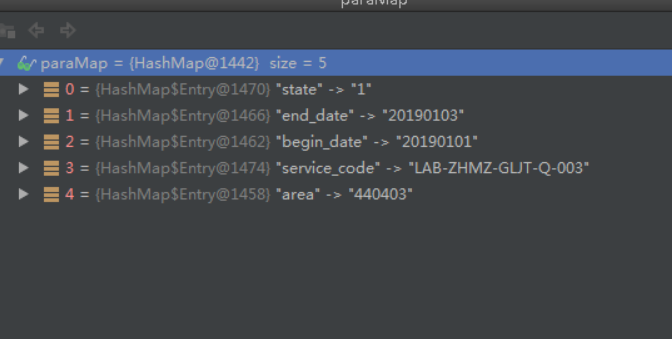 paraMap
paraMap = {HashMap@1442} size = 5
0 = {HashMap$Entry@1470} "state" -> "1"
1 = {HashMap$Entry@1466} "end_date" -> "20190103"
2 = {HashMap$Entry@1462} "begin_date" -> "20190101"
3 = {HashMap$Entry@1474} "service_code" -> "LAB-ZHMZ-GLJT-Q-003"
4 = {HashMap$Entry@1458} "area" -> "440403"